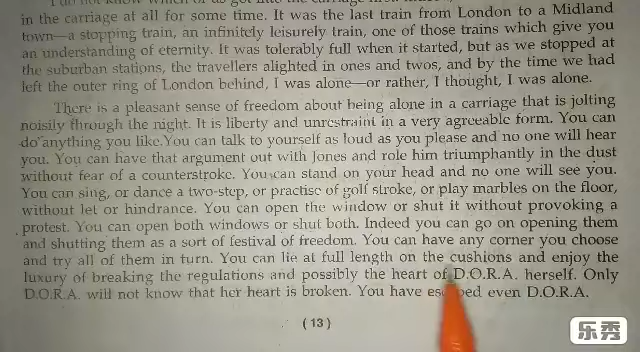 in the carriage at all for some time. It was the last train from London to a Midland
town—a stopping train, an infinitely leisurely train, one of those trains which give you
an understanding of eternity. It was tolerably full when it started, but as we stopped at
the suburban stations, the travellers alighted in ones and twos, and by the time we had
left the outer ring of London behind, I was alone—or rather, I thought, I was alone.
There is a pleasant sense of freedom about being alone in a carriage that is jolting
noisily through the night. It is liberty and unrestraint in a very agreeable form. You can
do anything you like.You can talk to yourself as loud as you please and no one will hear
you. You can have that argument out with Jones and role him triumphantly in the dust
without fear of a counterstroke. You can stand on your head and no one will see you.
You can sing, or dance a two-step, or practise of golf stroke, or play marbles on the floor,
without let or hindrance. You can open the window or shut it without provoking a
protest. You can open both windows or shut both. Indeed you can go on opening them
and shutting them as a sort of festival of freedom. You can have any corner you choose
and try all of them in turn. You can lie at full length on the cushions and enjoy the
luxury of breaking the regulations and possibly the heart of D.O.R.A. herself. Only
D.O.R.A. will not know that her heart is broken. You have escaped even D.O.R.A.
(13)
乐秀